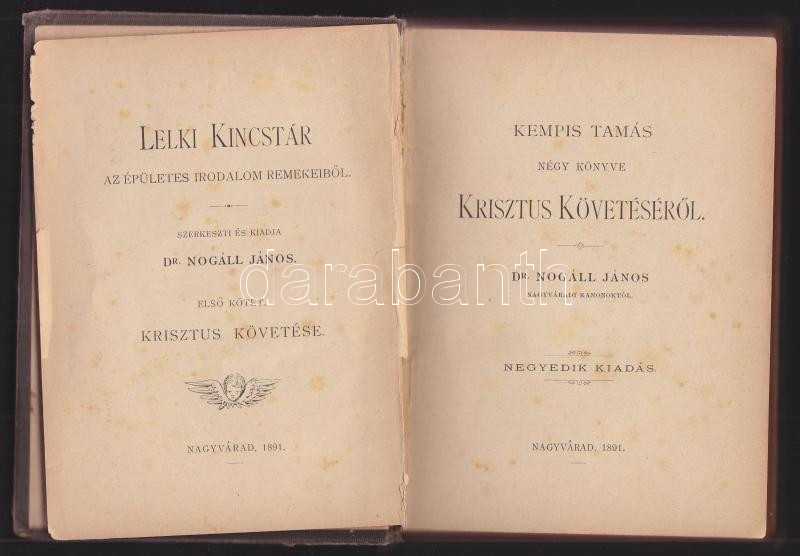 LELKI KINCSTÁR
AZ ÉPÜLETES IRODALOM REMEKEIBŐL.
SZERKESZTI ÉS KIADJA
DR. NOGÁLL JÁNOS.
ELSŐ KÖTET.
KRISZTUS KÖVETÉSE.
NAGYVÁRAD, 1891.
KEMPIS TAMÁS
NÉGY KÖNYVE
KRISZTUS KÖVETÉSÉRŐL.
DR. NOGÁLL JÁNOS
NAGYVÁRADI KANONOKTÓL.
NEGYEDIK KIADÁS.
NAGYVÁRAD, 1891.
darabanth